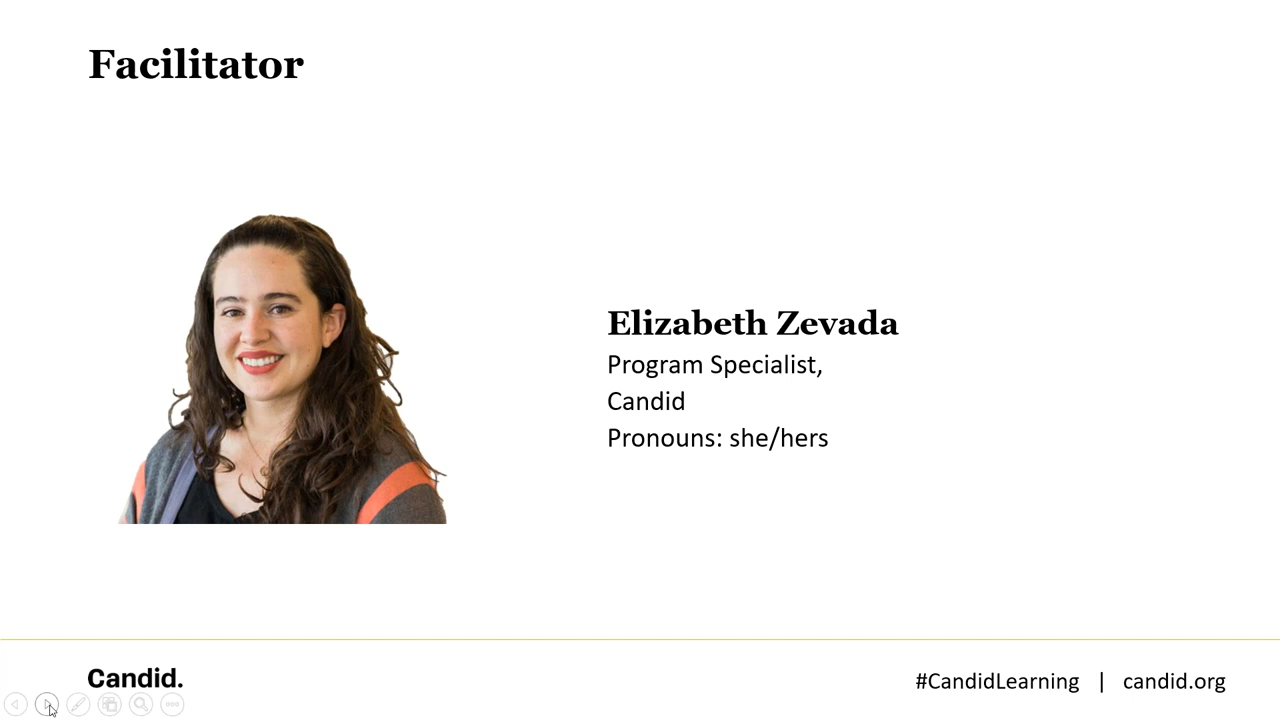 Facilitator
Elizabeth Zevada
Program Specialist,
Candid
Pronouns: she/hers
Candid.
#CandidLearning | candid.org